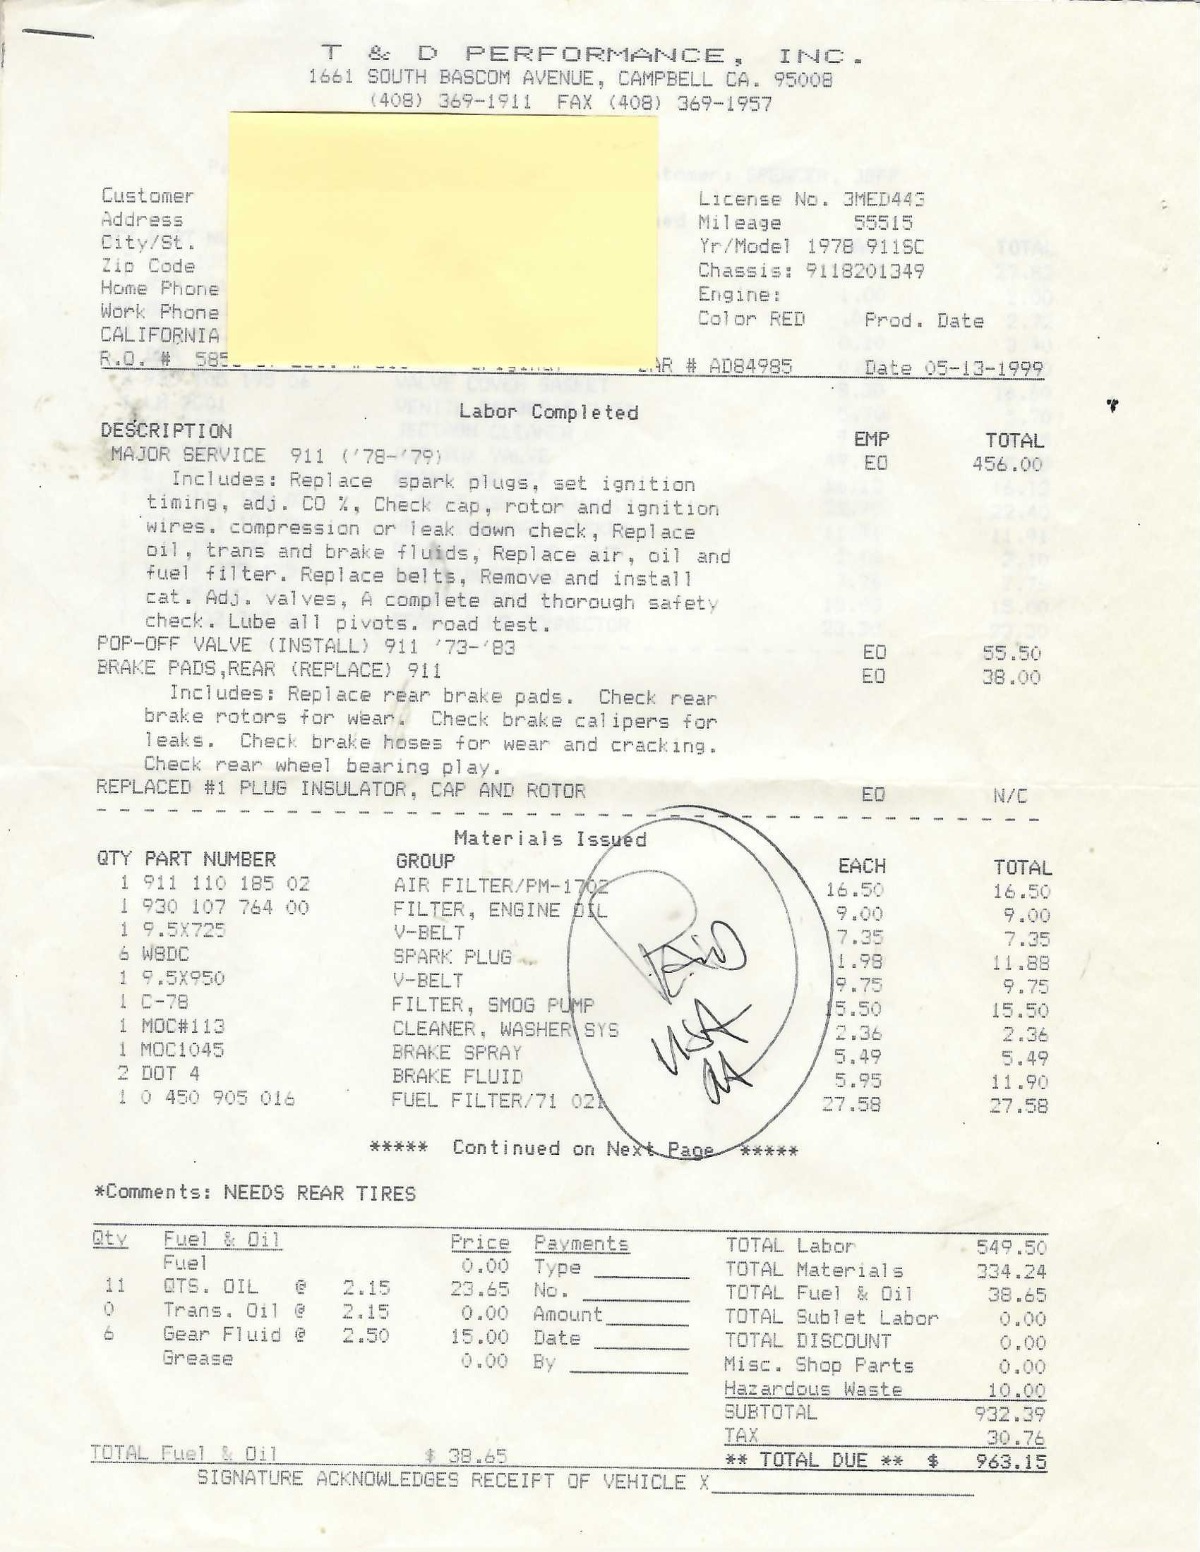 T & D PERFORMANCE, INC.
1661 SOUTH BASCOM AVENUE, CAMPBELL CA. 95008
(408) 369-1911 FAX (408) 369-1957
Customer License No. 3MED443
Address Mileage 55515
City/St. Yr/Model 1978 911SC
Zip Code Chassis: 9118201349
Home Phone Engine:
Work Phone Color RED Prod. Date
CALIFORNIA
R.O. # 585 # AD84985 Date 05-13-1999
Labor Completed
DESCRIPTION EMP TOTAL
MAJOR SERVICE 911 ('78-'79) EO 456.00
Includes: Replace spark plugs, set ignition
timing, adj. CO %, Check cap, rotor and ignition
wires. compression or leak down check, Replace
oil, trans and brake fluids, Replace air, oil and
fuel filter. Replace belts, Remove and install
cat. Adj. valves, A complete and thorough safety
check. Lube all pivots. road test.
POP-OFF VALVE (INSTALL) 911 '73-'83 EO 55.50
BRAKE PADS,REAR (REPLACE) 911 EO 38.00
Includes: Replace rear brake pads. Check rear
brake rotors for wear. Check brake calipers for
leaks. Check brake hoses for wear and cracking.
Check rear wheel bearing play.
REPLACED #1 PLUG INSULATOR, CAP AND ROTOR EO N/C
Materials Issued
QTY PART NUMBER GROUP EACH TOTAL
1 911 110 185 02 AIR FILTER/PM-1702 16.50 16.50
1 930 107 764 00 FILTER, ENGINE OIL 9.00 9.00
1 9.5X725 V-BELT 7.35 7.35
6 W8DC SPARK PLUG 1.98 11.88
1 9.5X950 V-BELT 9.75 9.75
1 C-78 FILTER, SMOG PUMP 15.50 15.50
1 MOC#113 CLEANER, WASHER SYS 2.36 2.36
1 MOC1045 BRAKE SPRAY 5.49 5.49
2 DOT 4 BRAKE FLUID 5.95 11.90
1 0 450 905 016 FUEL FILTER/71 021 27.58 27.58
PAID
VISA
***** Continued on Next Page *****
*Comments: NEEDS REAR TIRES
Qty Fuel & Oil Price Payments TOTAL Labor 549.50
Fuel 0.00 Type TOTAL Materials 334.24
11 QTS. OIL @ 2.15 23.65 No. TOTAL Fuel & Oil 38.65
0 Trans. Oil @ 2.15 0.00 Amount TOTAL Sublet Labor 0.00
6 Gear Fluid @ 2.50 15.00 Date TOTAL DISCOUNT 0.00
Grease 0.00 By Misc. Shop Parts 0.00
Hazardous Waste 10.00
SUBTOTAL 932.39
TAX 30.76
TOTAL Fuel & Oil $ 38.65 ** TOTAL DUE ** $ 963.15
SIGNATURE ACKNOWLEDGES RECEIPT OF VEHICLE X